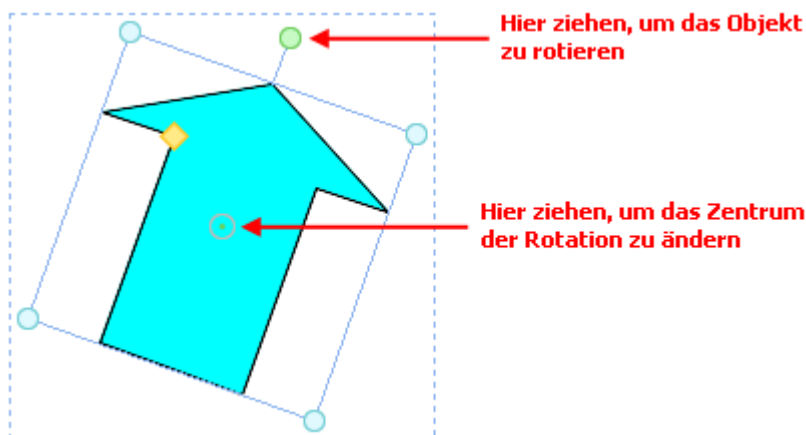 Hier ziehen, um das Objekt
zu rotieren
Hier ziehen, um das Zentrum
der Rotation zu ändern